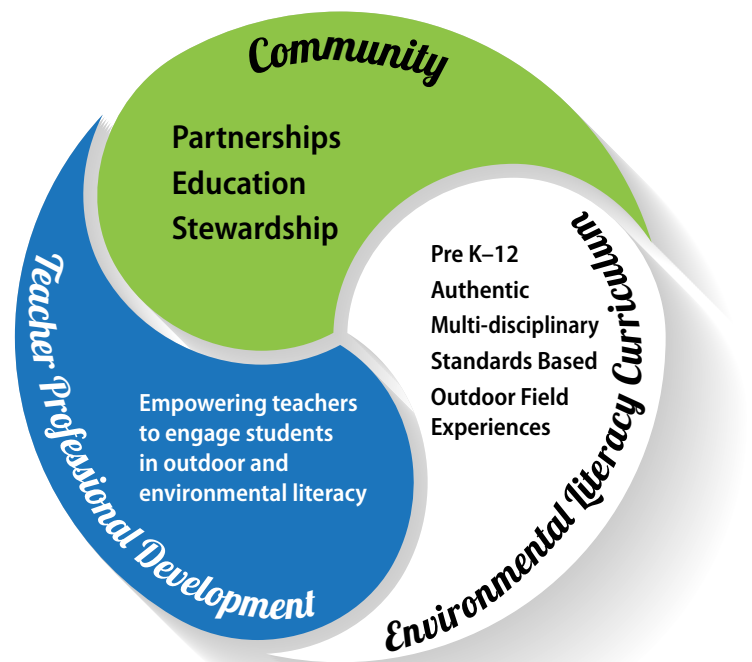 Community
Partnerships
Education
Stewardship
Teacher Professional Development
Empowering teachers
to engage students
in outdoor and
environmental literacy
Environmental Literacy Curriculum
Pre K–12
Authentic
Multi-disciplinary
Standards Based
Outdoor Field
Experiences